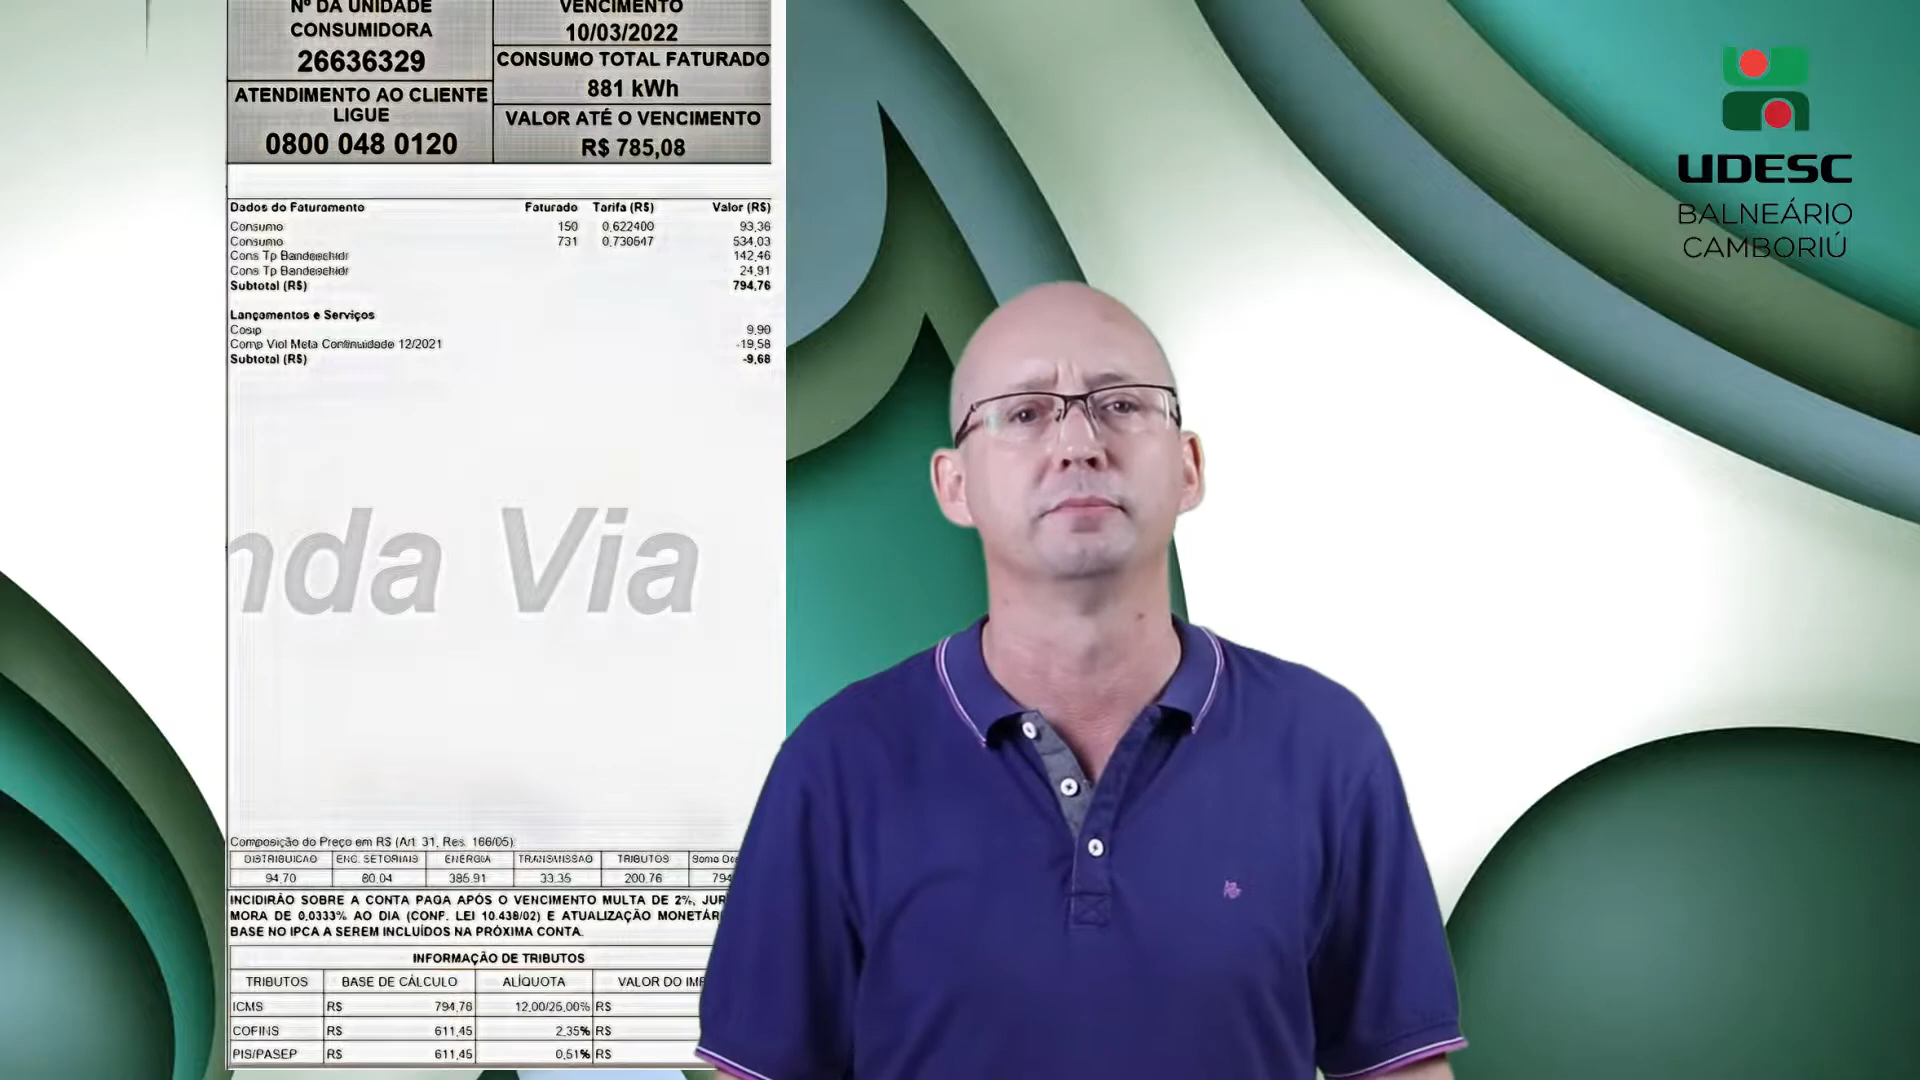 Nº DA UNIDADE
CONSUMIDORA
26636329
ATENDIMENTO AO CLIENTE
LIGUE
0800 048 0120
VENCIMENTO
10/03/2022
CONSUMO TOTAL FATURADO
881 kWh
VALOR ATÉ O VENCIMENTO
R$ 785,08
Dados do Faturamento Faturado Tarifa (R$) Valor (R$)
Consumo 150 0,622400 93,36
Consumo 731 0,730547 534,03
Cons Tp 142,46
Cons Tp 24,91
Subtotal (R$) 794,76
Lançamentos e Serviços
Cosip 9,90
Comp Viol Meta Continuidade 12/2021 -19,58
Subtotal (R$) -9,68
nda Via
Composição do Preço em R$ (Art. 31, Res. 166/05):
DISTRIBUICAO ENC. SETORIAIS ENERGIA TRANSMISSAO TRIBUTOS Soma
94,70 80,04 385,91 33,35 200,76 794
INCIDIRÃO SOBRE A CONTA PAGA APÓS O VENCIMENTO MULTA DE 2%, JUR
MORA DE 0,0333% AO DIA (CONF. LEI 10.438/02) E ATUALIZAÇÃO MONETÁR
BASE NO IPCA A SEREM INCLUÍDOS NA PRÓXIMA CONTA.
INFORMAÇÃO DE TRIBUTOS
TRIBUTOS BASE DE CÁLCULO ALÍQUOTA VALOR DO IMP
ICMS R$ 794,76 12,00/25,00% R$
COFINS R$ 611,45 2,35% R$
PIS/PASEP R$ 611,45 0,51% R$
UDESC
BALNEÁRIO
CAMBORIÚ